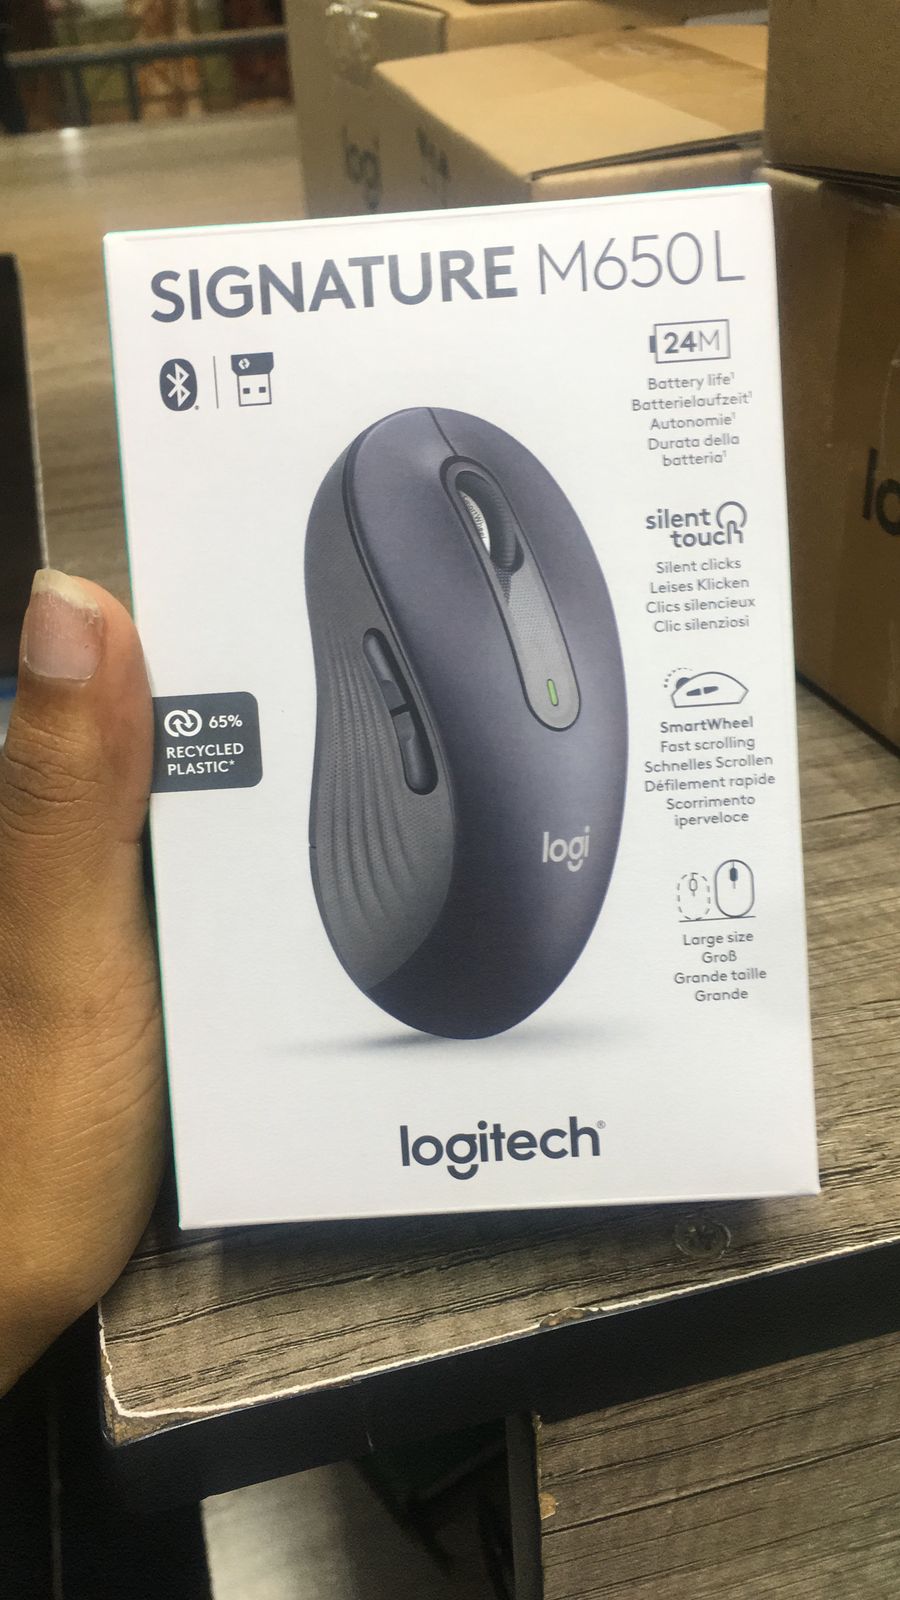 SIGNATURE M650L
24M
Battery life¹
Batterielaufzeit¹
Autonomie¹
Durata della
batteria¹
silent
touch
Silent clicks
Leises Klicken
Clics silencieux
Clic silenziosi
SmartWheel
Fast scrolling
Schnelles Scrollen
Défilement rapide
Scorrimento
iperveloce
Large size
Groß
Grande taille
Grande
65%
RECYCLED
PLASTIC*
logi
logitech®